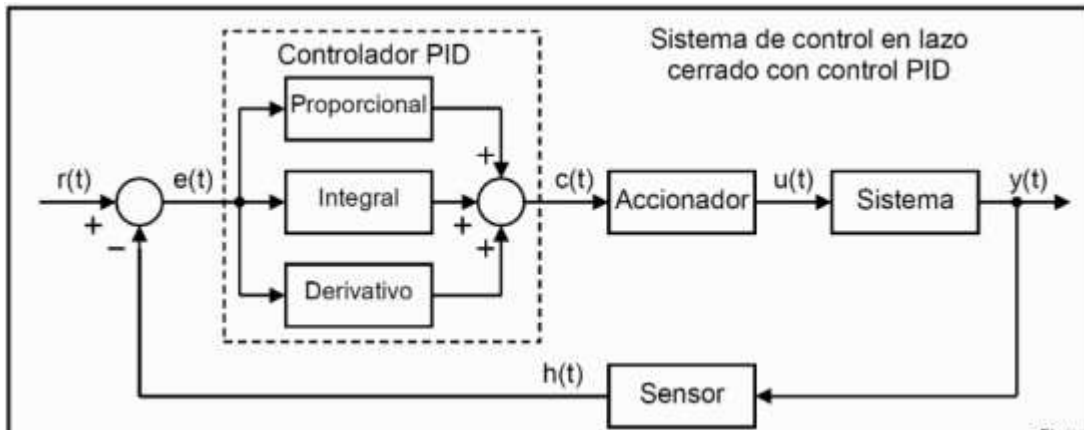 Controlador PID
Sistema de control en lazo
cerrado con control PID
Proporcional
+
r(t)
e(t)
Integral
c(t)
Accionador
u(t)
Sistema
y(t)
+
−
+
+
Derivativo
h(t)
Sensor